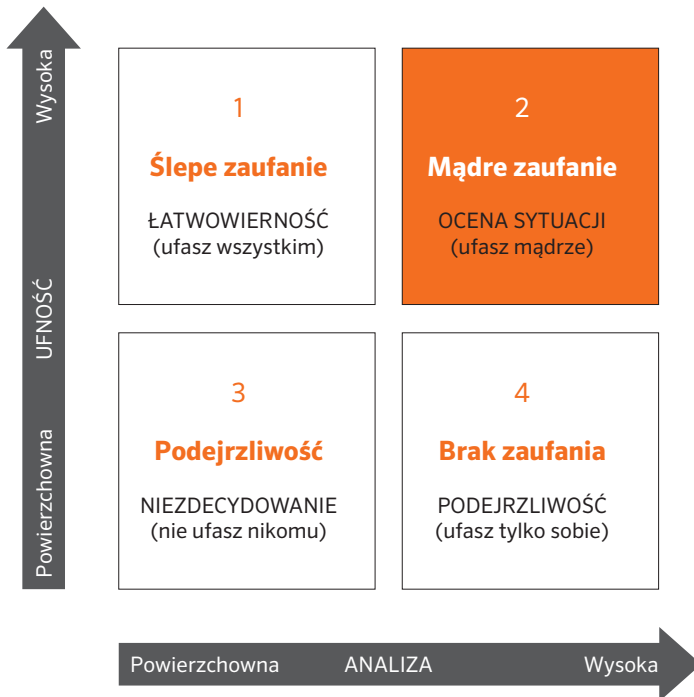 Wysoka
UFNOŚĆ
Powierzchowna
1
Ślepe zaufanie
ŁATWOWIERNOŚĆ
(ufasz wszystkim)
2
Mądre zaufanie
OCENA SYTUACJI
(ufasz mądrze)
3
Podejrzliwość
NIEZDECYDOWANIE
(nie ufasz nikomu)
4
Brak zaufania
PODEJRZLIWOŚĆ
(ufasz tylko sobie)
Powierzchowna ANALIZA Wysoka